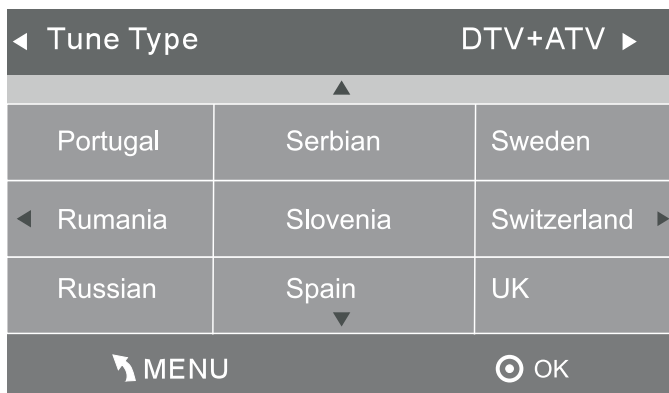 Tune Type DTV+ATV
Portugal Serbian Sweden
Rumania Slovenia Switzerland
Russian Spain UK
MENU OK